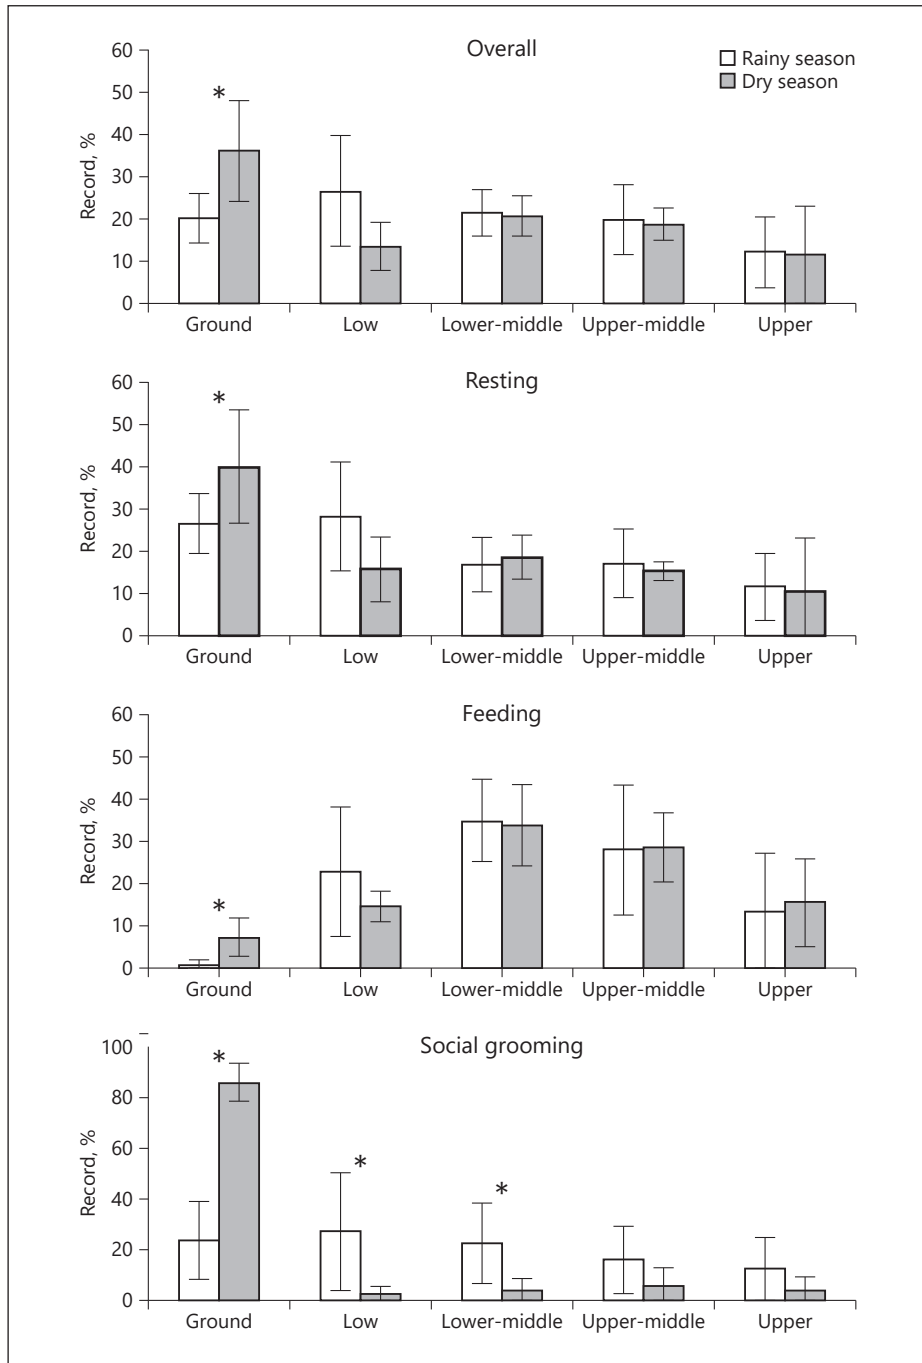 Overall
Rainy season
Dry season
Record, %
60
50
40
30
20
10
0
*
Ground Low Lower-middle Upper-middle Upper
Resting
Record, %
60
50
40
30
20
10
0
*
Ground Low Lower-middle Upper-middle Upper
Feeding
Record, %
60
50
40
30
20
10
0
*
Ground Low Lower-middle Upper-middle Upper
Social grooming
Record, %
100
80
60
40
20
0
* * *
Ground Low Lower-middle Upper-middle Upper